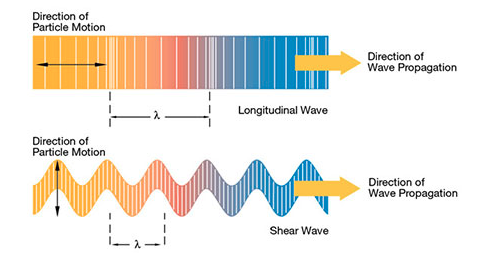 Direction of
Particle Motion
Direction of
Wave Propagation
Longitudinal Wave
λ
Direction of
Particle Motion
Direction of
Wave Propagation
Shear Wave
λ